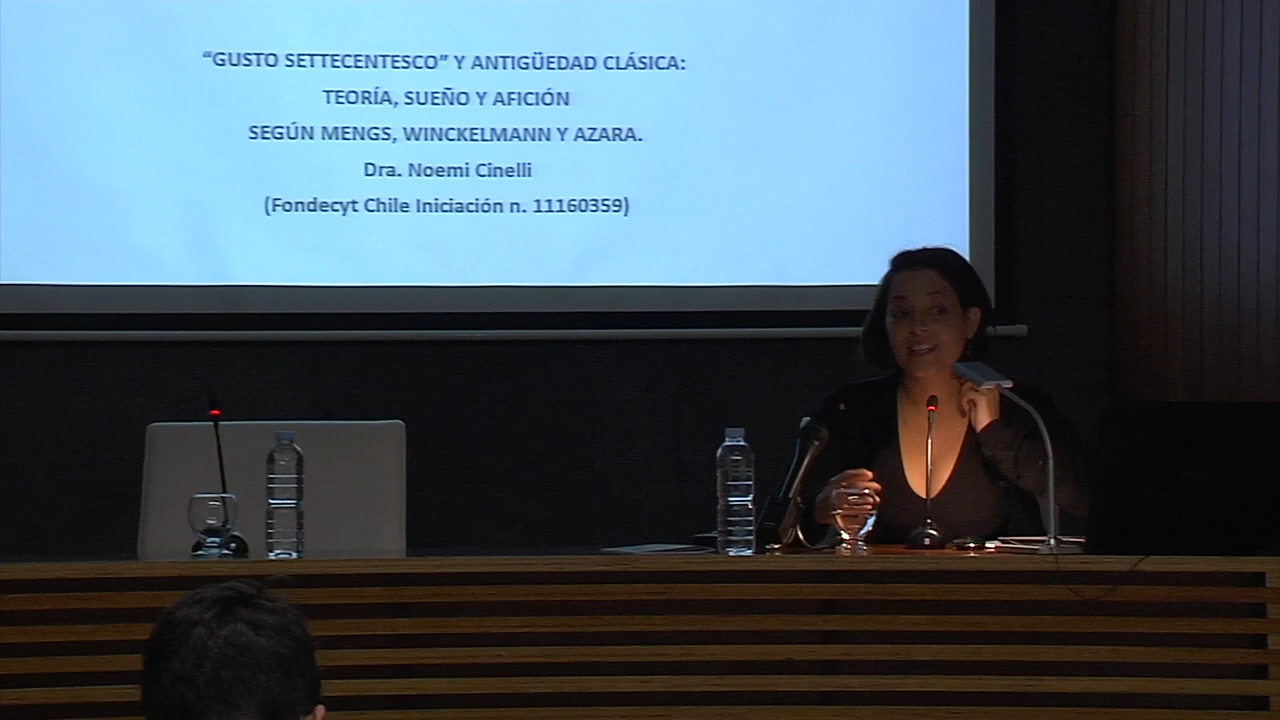 “GUSTO SETTECENTESCO” Y ANTIGÜEDAD CLÁSICA:
TEORÍA, SUEÑO Y AFICIÓN
SEGÚN MENGS, WINCKELMANN Y AZARA.
Dra. Noemi Cinelli
(Fondecyt Chile Iniciación n. 11160359)